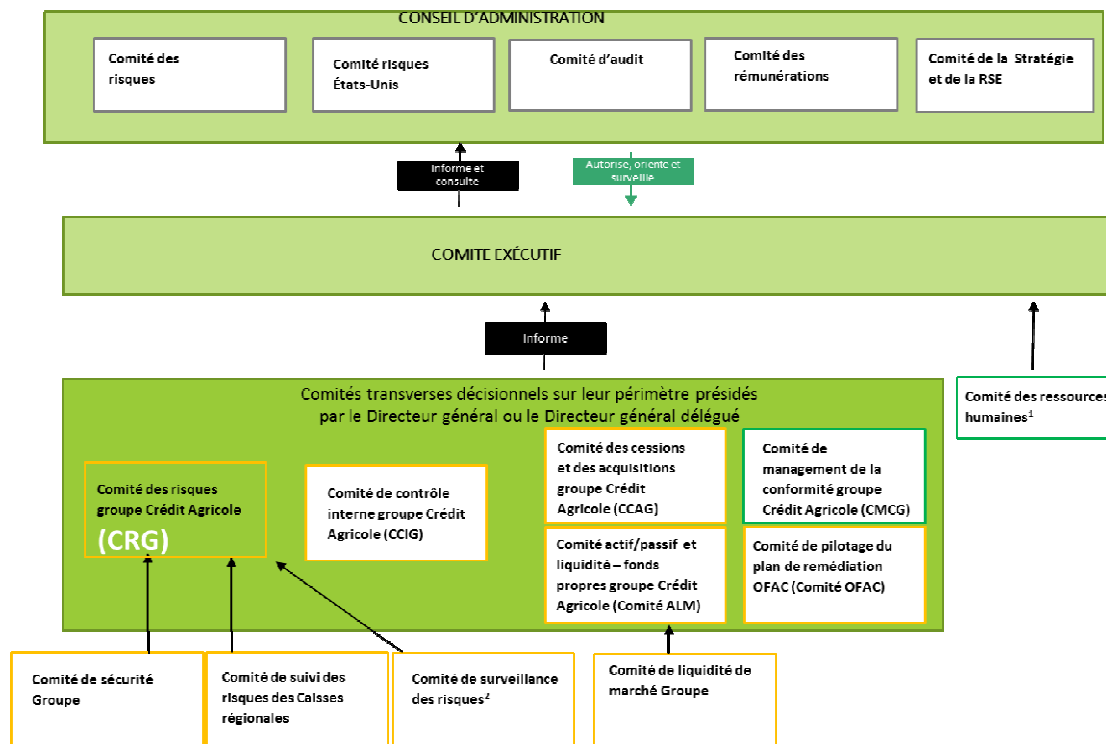 CONSEIL D’ADMINISTRATION
Comité des
risques
Comité risques
États-Unis
Comité d’audit
Comité des
rémunérations
Comité de la Stratégie
et de la RSE
Informe et
consulte
Autorise, oriente et
surveille
COMITE EXÉCUTIF
Informe
Comités transverses décisionnels sur leur périmètre présidés
par le Directeur général ou le Directeur général délégué
Comité des ressources
humaines¹
Comité des risques
groupe Crédit Agricole
(CRG)
Comité de contrôle
interne groupe Crédit
Agricole (CCIG)
Comité des cessions
et des acquisitions
groupe Crédit
Agricole (CCAG)
Comité de
management de la
conformité groupe
Crédit Agricole (CMCG)
Comité actif/passif et
liquidité – fonds
propres groupe Crédit
Agricole (Comité ALM)
Comité de pilotage du
plan de remédiation
OFAC (Comité OFAC)
Comité de sécurité
Groupe
Comité de suivi des
risques des Caisses
régionales
Comité de surveillance
des risques²
Comité de liquidité de
marché Groupe